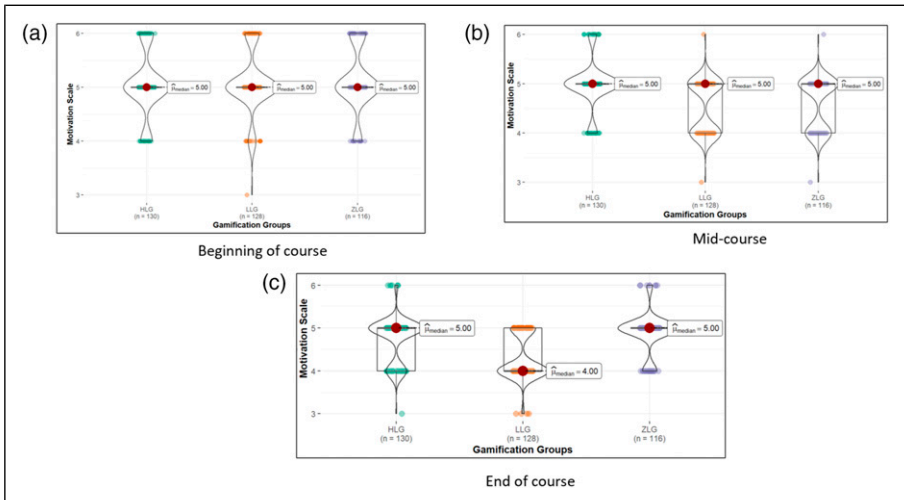 (a)
Motivation Scale
6
5
4
3
μ̂median = 5.00
μ̂median = 5.00
μ̂median = 5.00
HLG
(n = 130)
LLG
(n = 128)
ZLG
(n = 116)
Gamification Groups
Beginning of course
(b)
Motivation Scale
6
5
4
3
μ̂median = 5.00
μ̂median = 5.00
μ̂median = 5.00
HLG
(n = 130)
LLG
(n = 128)
ZLG
(n = 116)
Gamification Groups
Mid-course
(c)
Motivation Scale
6
5
4
3
μ̂median = 5.00
μ̂median = 4.00
μ̂median = 5.00
HLG
(n = 130)
LLG
(n = 128)
ZLG
(n = 116)
Gamification Groups
End of course